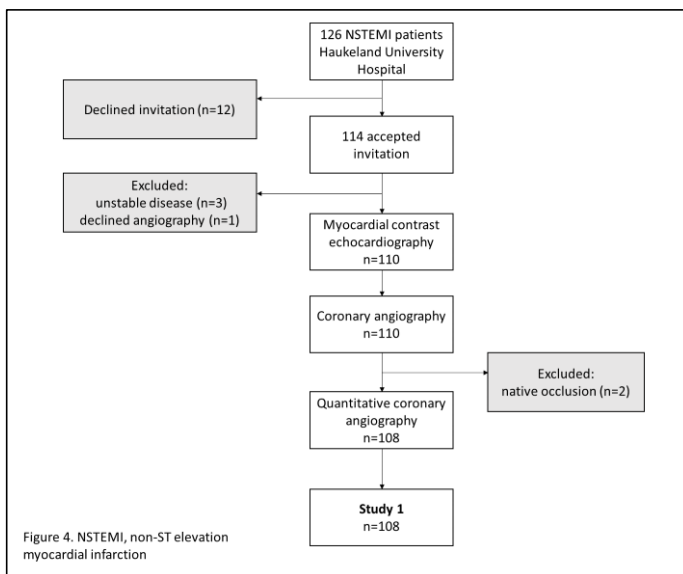 126 NSTEMI patients
Haukeland University
Hospital
Declined invitation (n=12)
114 accepted
invitation
Excluded:
unstable disease (n=3)
declined angiography (n=1)
Myocardial contrast
echocardiography
n=110
Coronary angiography
n=110
Excluded:
native occlusion (n=2)
Quantitative coronary
angiography
n=108
Study 1
n=108
Figure 4. NSTEMI, non-ST elevation
myocardial infarction